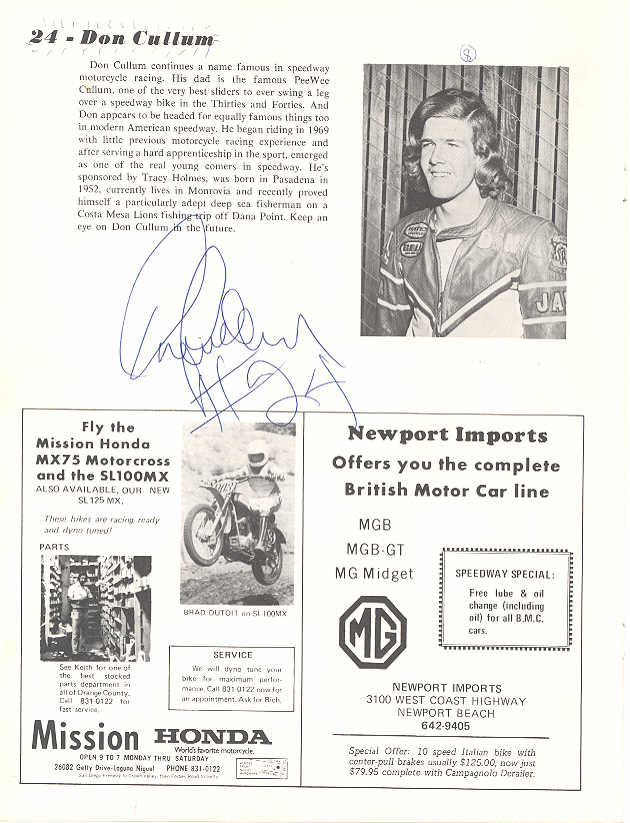 24 - Don Cullum
Don Cullum continues a name famous in speedway
motorcycle racing. His dad is the famous PeeWee
Cullum, one of the very best sliders to ever swing a leg
over a speedway bike in the Thirties and Forties. And
Don appears to be headed for equally famous things too
in modern American speedway. He began riding in 1969
with little previous motorcycle racing experience and
after serving a hard apprenticeship in the sport, emerged
as one of the real young comers in speedway. He's
sponsored by Tracy Holmes, was born in Pasadena in
1952, currently lives in Monrovia and recently proved
himself a particularly adept deep sea fisherman on a
Costa Mesa Lions fishing trip off Dana Point. Keep an
eye on Don Cullum in the future.
8
BELL
JA
#24
Fly the
Mission Honda
MX75 Motorcross
and the SL100MX
ALSO AVAILABLE, OUR NEW
SL125 MX.
These bikes are racing ready
and dyno tuned!
PARTS
See Keith for one of
the best stocked
parts department in
all of Orange County.
Call 831-0122 for
fast service.
BRAD DUTOIT on SL100MX
SERVICE
We will dyno tune your
bike for maximum perfor-
mance. Call 831-0122 now for
an appointment. Ask for Rich.
Mission HONDA
World's favorite motorcycle.
OPEN 9 TO 7 MONDAY THRU SATURDAY
26082 Getty Drive-Laguna Niguel PHONE 831-0122
San Diego Freeway to Crown Valley, then Forbes Road
Newport Imports
Offers you the complete
British Motor Car line
MGB
MGB-GT
MG Midget
MG
SPEEDWAY SPECIAL:
Free lube & oil
change (including
oil) for all B.M.C.
cars.
NEWPORT IMPORTS
3100 WEST COAST HIGHWAY
NEWPORT BEACH
642-9405
Special Offer: 10 speed Italian bike with
center-pull brakes usually $125.00, now just
$79.95 complete with Campagnolo Derailer.